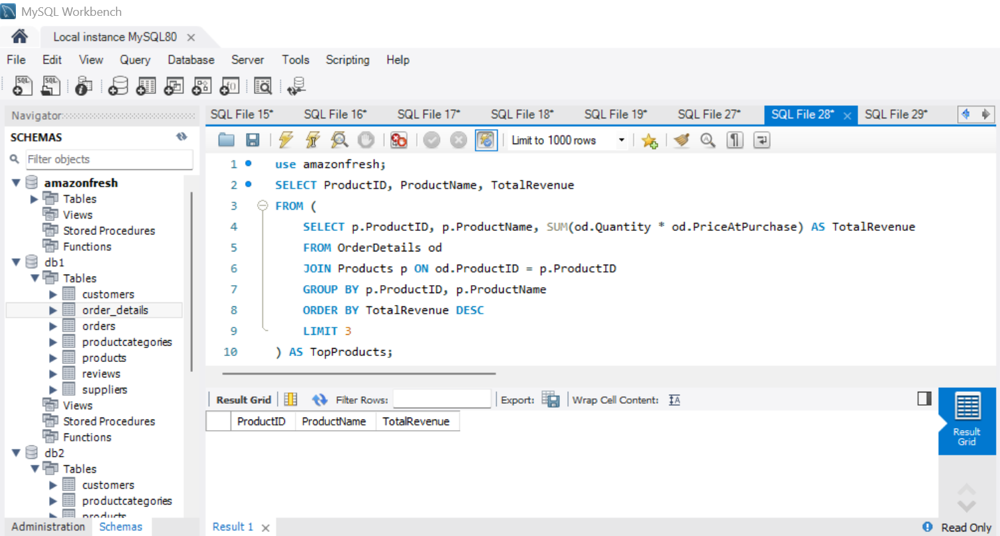 MySQL Workbench
Local instance MySQL80
File Edit View Query Database Server Tools Scripting Help
Navigator
SCHEMAS
Filter objects
amazonfresh
Tables
Views
Stored Procedures
Functions
db1
Tables
customers
order_details
orders
productcategories
products
reviews
suppliers
Views
Stored Procedures
Functions
db2
Tables
customers
productcategories
products
Administration Schemas
SQL File 15* SQL File 16* SQL File 17* SQL File 18* SQL File 19* SQL File 27* SQL File 28* SQL File 29*
Limit to 1000 rows
1 use amazonfresh;
2 SELECT ProductID, ProductName, TotalRevenue
3 FROM (
4 SELECT p.ProductID, p.ProductName, SUM(od.Quantity * od.PriceAtPurchase) AS TotalRevenue
5 FROM OrderDetails od
6 JOIN Products p ON od.ProductID = p.ProductID
7 GROUP BY p.ProductID, p.ProductName
8 ORDER BY TotalRevenue DESC
9 LIMIT 3
10 ) AS TopProducts;
Result Grid Filter Rows: Export: Wrap Cell Content:
ProductID ProductName TotalRevenue
Result
Grid
Result 1
Read Only